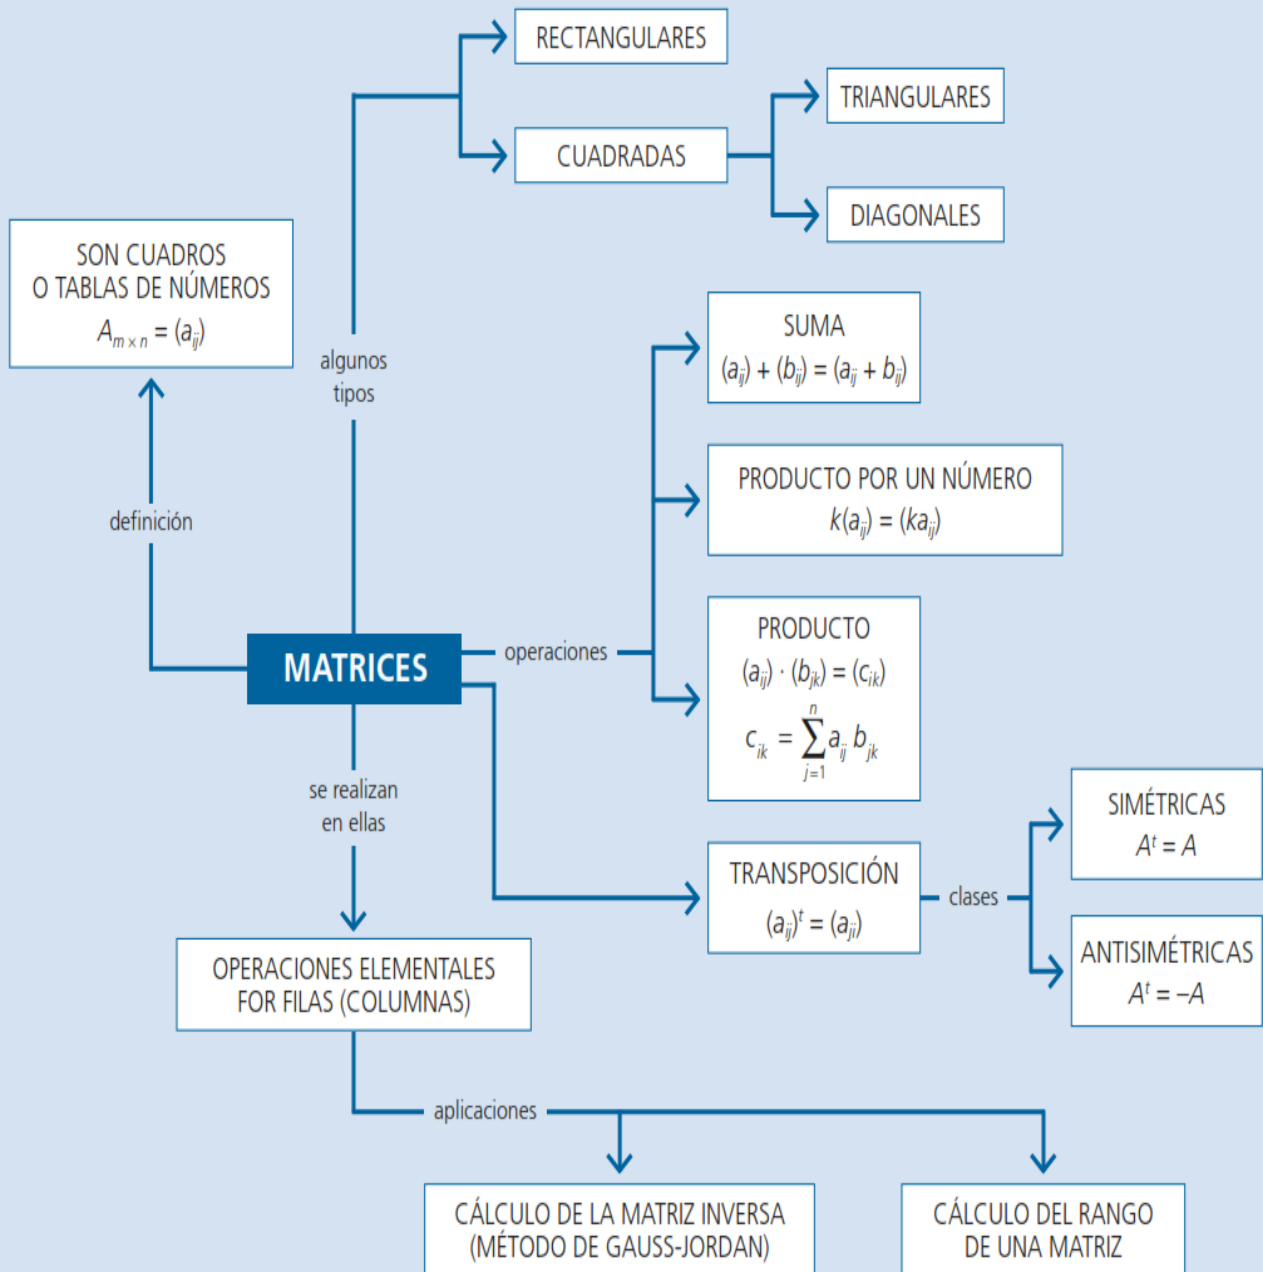 RECTANGULARES
CUADRADAS
TRIANGULARES
DIAGONALES
SON CUADROS
O TABLAS DE NÚMEROS
A_{m × n} = (a_{ij})
algunos
tipos
definición
MATRICES
operaciones
SUMA
(a_{ij}) + (b_{ij}) = (a_{ij} + b_{ij})
PRODUCTO POR UN NÚMERO
k(a_{ij}) = (ka_{ij})
PRODUCTO
(a_{ij}) · (b_{jk}) = (c_{ik})
c_{ik} = \sum_{j=1}^{n} a_{ij} b_{jk}
TRANSPOSICIÓN
(a_{ij})^t = (a_{ji})
clases
SIMÉTRICAS
A^t = A
ANTISIMÉTRICAS
A^t = –A
se realizan
en ellas
OPERACIONES ELEMENTALES
FOR FILAS (COLUMNAS)
aplicaciones
CÁLCULO DE LA MATRIZ INVERSA
(MÉTODO DE GAUSS-JORDAN)
CÁLCULO DEL RANGO
DE UNA MATRIZ